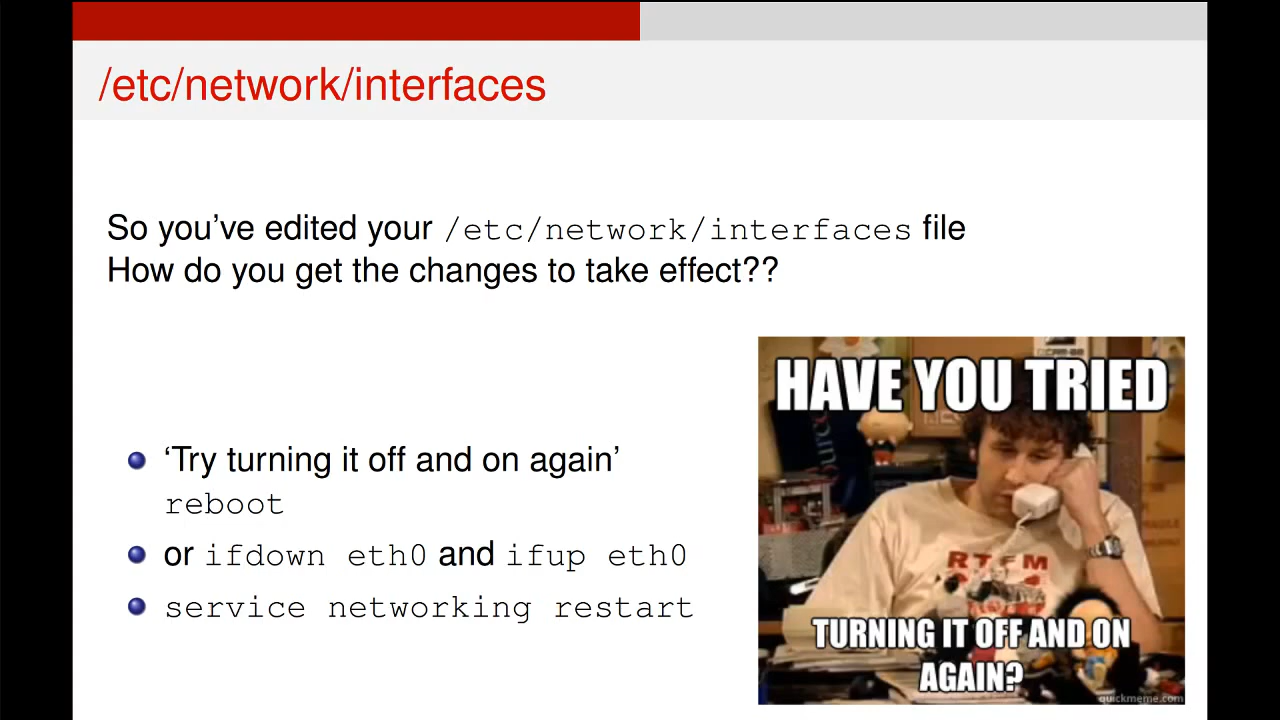 /etc/network/interfaces
So you've edited your /etc/network/interfaces file
How do you get the changes to take effect??
‘Try turning it off and on again’
reboot
or ifdown eth0 and ifup eth0
service networking restart
HAVE YOU TRIED
RTFM
TURNING IT OFF AND ON
AGAIN?
quickmeme.com